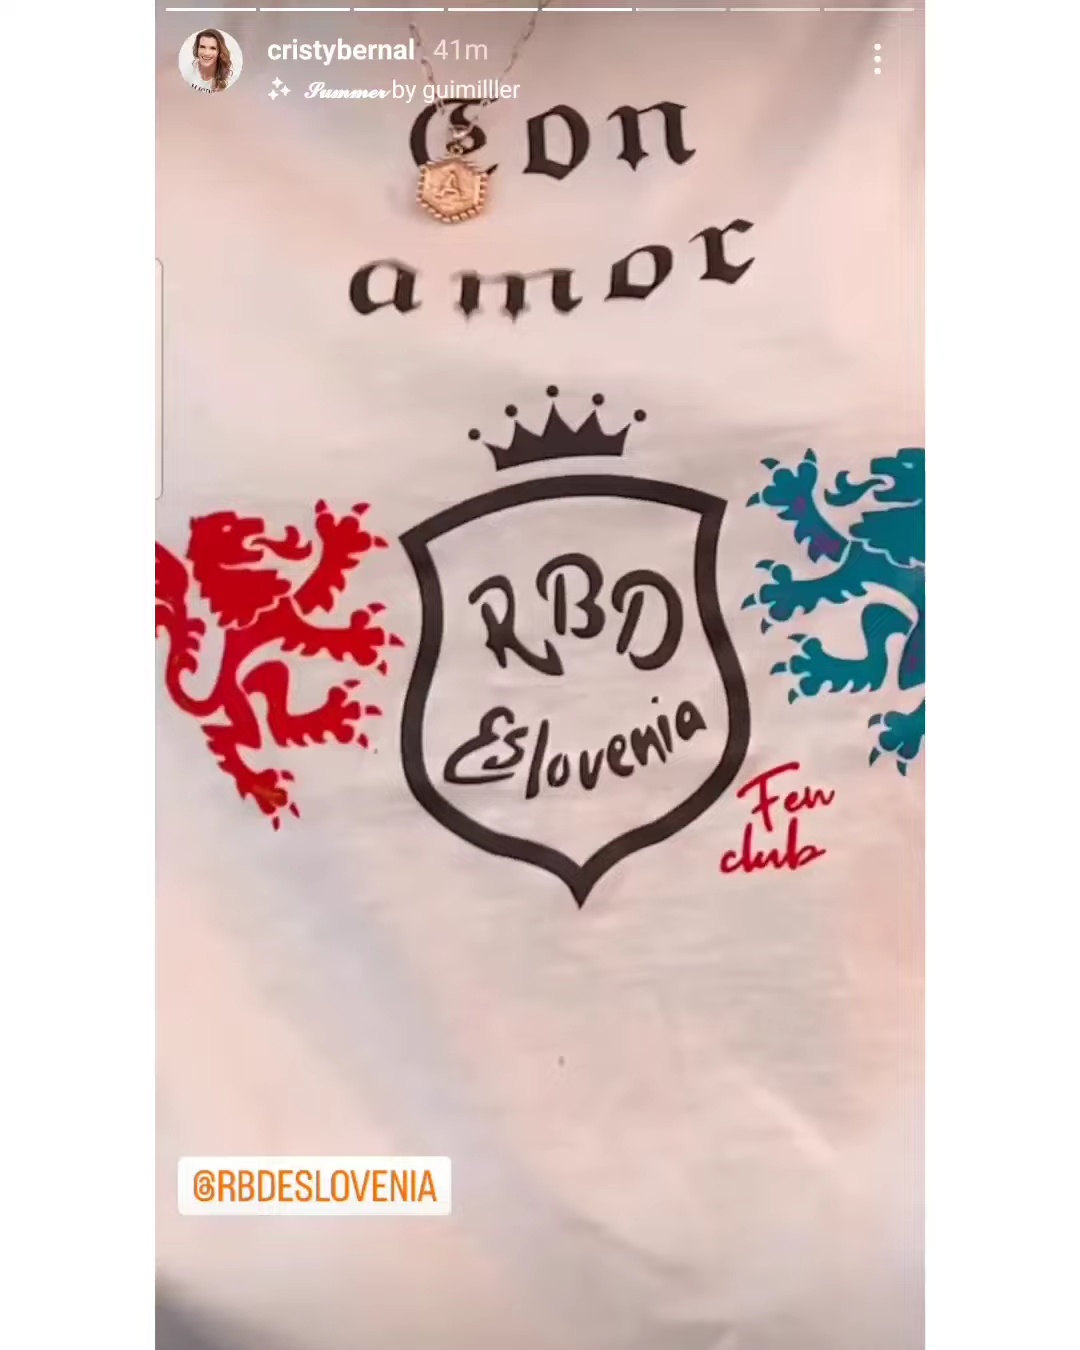 cristybernal 41m
Summer by guimilller
Con
amor
A
RBD
Eslovenia
Fen
club
@RBDESLOVENIA